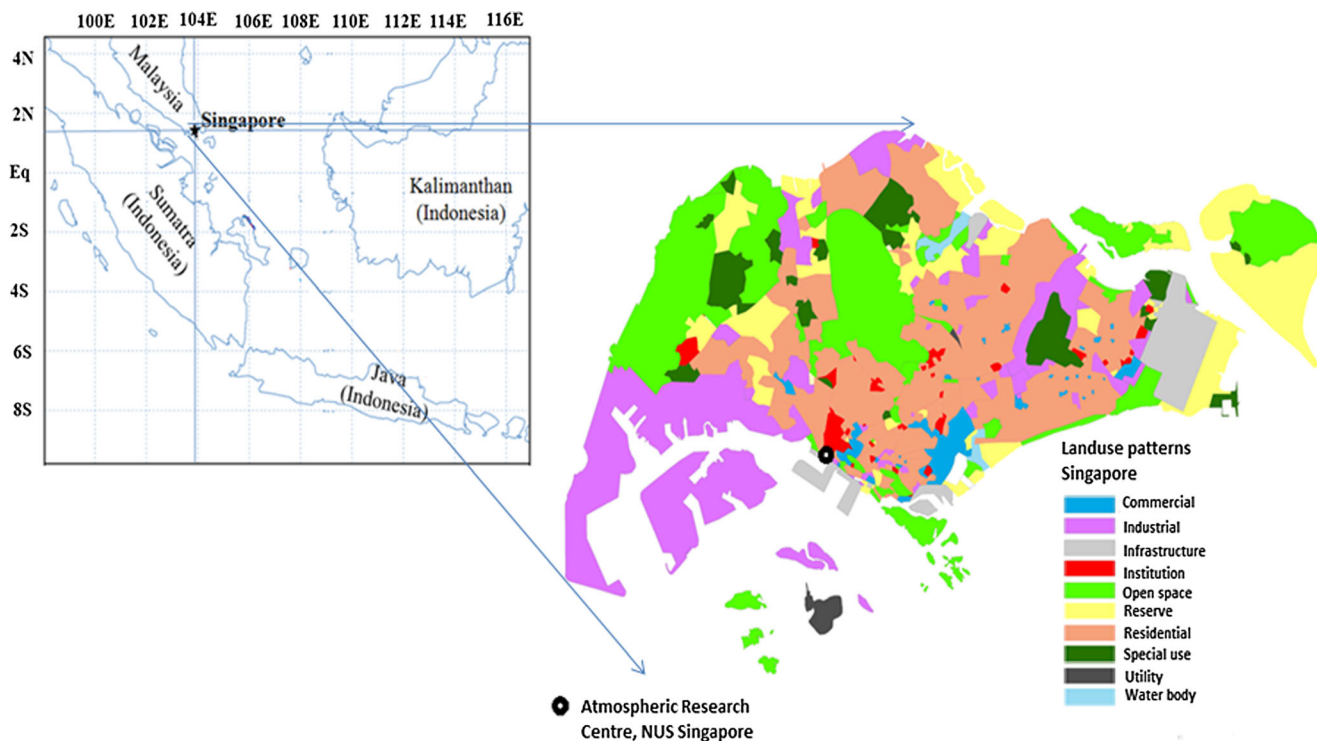 100E 102E 104E 106E 108E 110E 112E 114E 116E
4N
2N
Eq
2S
4S
6S
8S
Malaysia
Singapore
Sumatra
(Indonesia)
Kalimanthan
(Indonesia)
Java
(Indonesia)
Landuse patterns
Singapore
Commercial
Industrial
Infrastructure
Institution
Open space
Reserve
Residential
Special use
Utility
Water body
Atmospheric Research
Centre, NUS Singapore